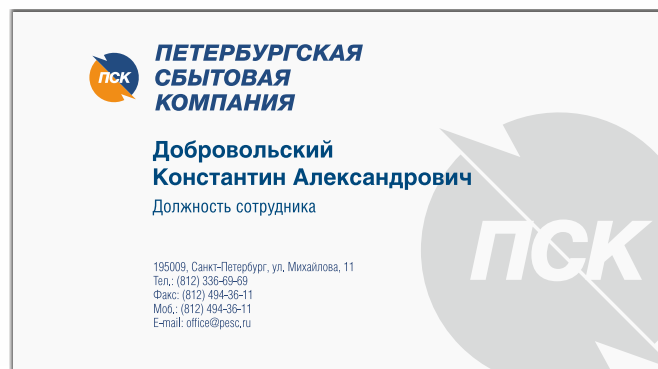 ПСК
ПЕТЕРБУРГСКАЯ
СБЫТОВАЯ
КОМПАНИЯ
Добровольский
Константин Александрович
Должность сотрудника
195009, Санкт-Петербург, ул. Михайлова, 11
Тел.: (812) 336-69-69
Факс: (812) 494-36-11
Моб.: (812) 494-36-11
E-mail: office@pesc.ru
ПСК